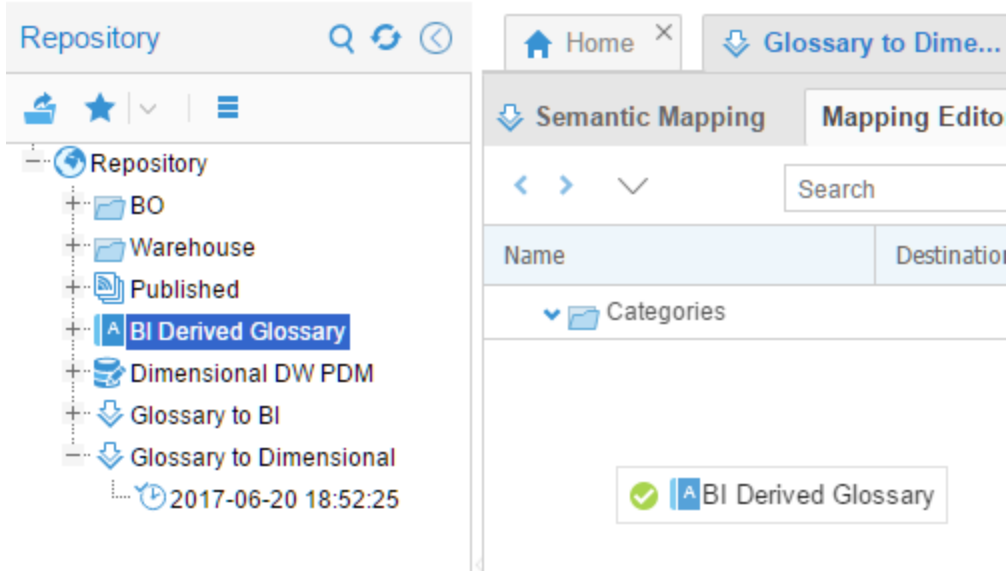 Repository
Home
Glossary to Dime...
Semantic Mapping
Mapping Edito
Search
Name
Destination
Categories
Repository
BO
Warehouse
Published
A BI Derived Glossary
Dimensional DW PDM
Glossary to BI
Glossary to Dimensional
2017-06-20 18:52:25
A BI Derived Glossary